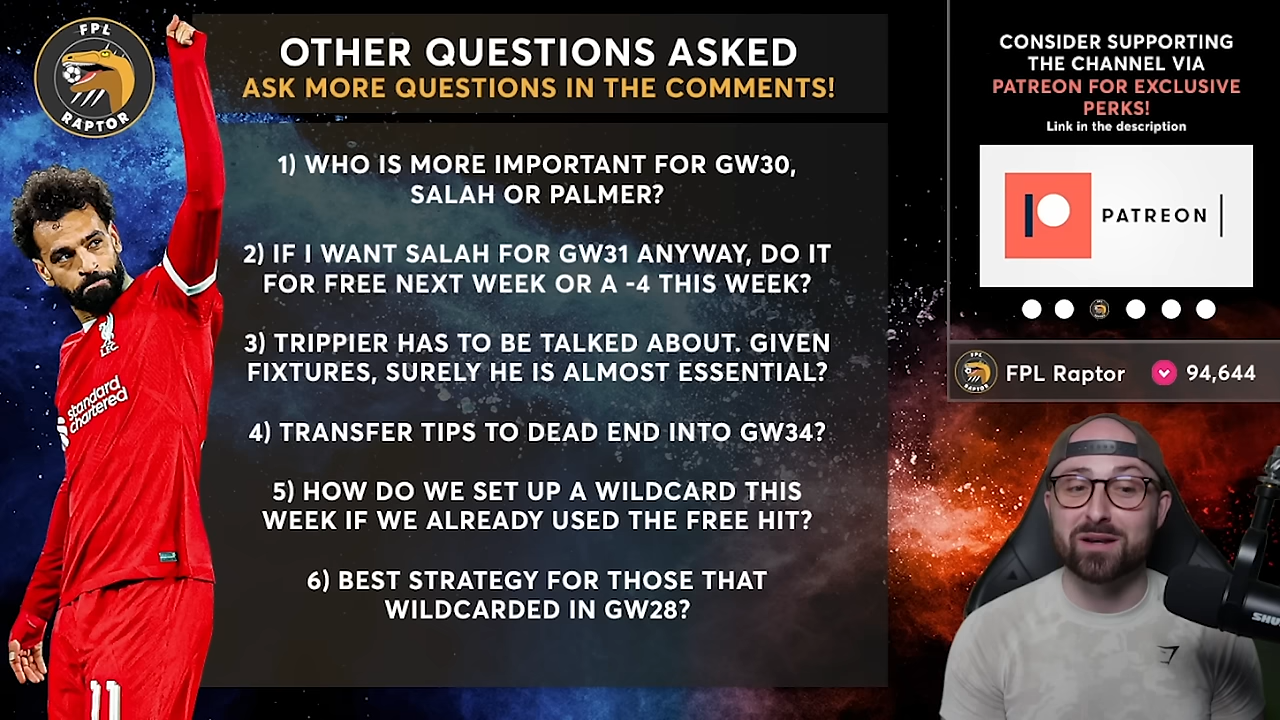 FPL
RAPTOR
OTHER QUESTIONS ASKED
ASK MORE QUESTIONS IN THE COMMENTS!
1) WHO IS MORE IMPORTANT FOR GW30,
SALAH OR PALMER?
2) IF I WANT SALAH FOR GW31 ANYWAY, DO IT
FOR FREE NEXT WEEK OR A -4 THIS WEEK?
3) TRIPPIER HAS TO BE TALKED ABOUT. GIVEN
FIXTURES, SURELY HE IS ALMOST ESSENTIAL?
4) TRANSFER TIPS TO DEAD END INTO GW34?
5) HOW DO WE SET UP A WILDCARD THIS
WEEK IF WE ALREADY USED THE FREE HIT?
6) BEST STRATEGY FOR THOSE THAT
WILDCARDED IN GW28?
L.F.C.
standard
chartered
11
CONSIDER SUPPORTING
THE CHANNEL VIA
PATREON FOR EXCLUSIVE
PERKS!
Link in the description
PATREON
FPL
RAPTOR
FPL Raptor
94,644
SHU